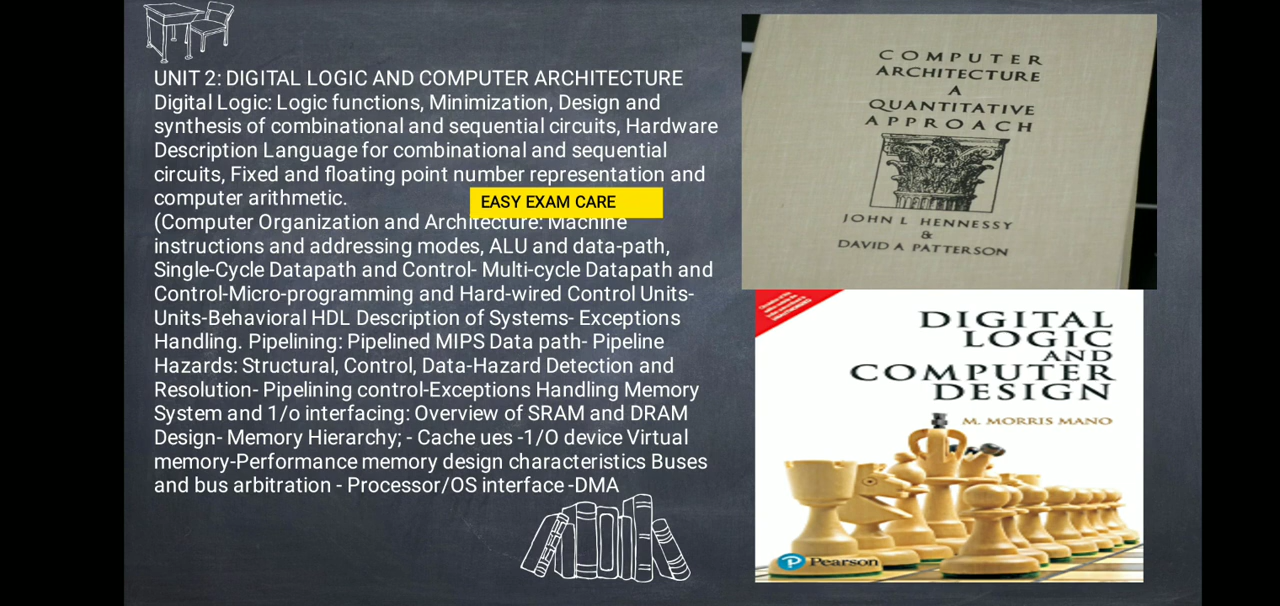 UNIT 2: DIGITAL LOGIC AND COMPUTER ARCHITECTURE
Digital Logic: Logic functions, Minimization, Design and
synthesis of combinational and sequential circuits, Hardware
Description Language for combinational and sequential
circuits, Fixed and floating point number representation and
computer arithmetic.
EASY EXAM CARE
(Computer Organization and Architecture: Machine
instructions and addressing modes, ALU and data-path,
Single-Cycle Datapath and Control- Multi-cycle Datapath and
Control-Micro-programming and Hard-wired Control Units-
Units-Behavioral HDL Description of Systems- Exceptions
Handling. Pipelining: Pipelined MIPS Data path- Pipeline
Hazards: Structural, Control, Data-Hazard Detection and
Resolution- Pipelining control-Exceptions Handling Memory
System and 1/o interfacing: Overview of SRAM and DRAM
Design- Memory Hierarchy; - Cache ues -1/O device Virtual
memory-Performance memory design characteristics Buses
and bus arbitration - Processor/OS interface -DMA
COMPUTER
ARCHITECTURE
A
QUANTITATIVE
APPROACH
JOHN L HENNESSY
&
DAVID A PATTERSON
DIGITAL
LOGIC
AND
COMPUTER
DESIGN
M. MORRIS MANO
Pearson